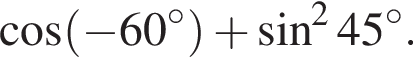 cos(−60°) + sin² 45°.